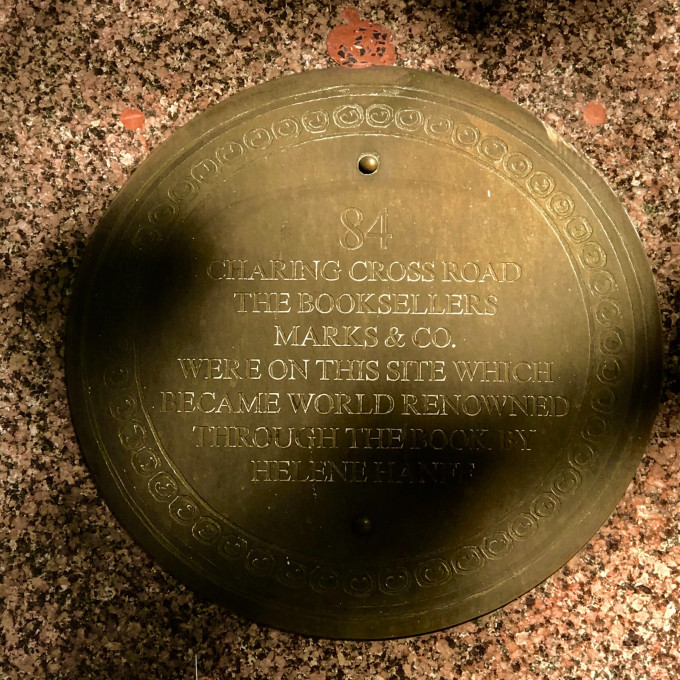 84
CHARING CROSS ROAD
THE BOOKSELLERS
MARKS & CO.
WERE ON THIS SITE WHICH
BECAME WORLD RENOWNED
THROUGH THE BOOK BY
HELENE HANFF